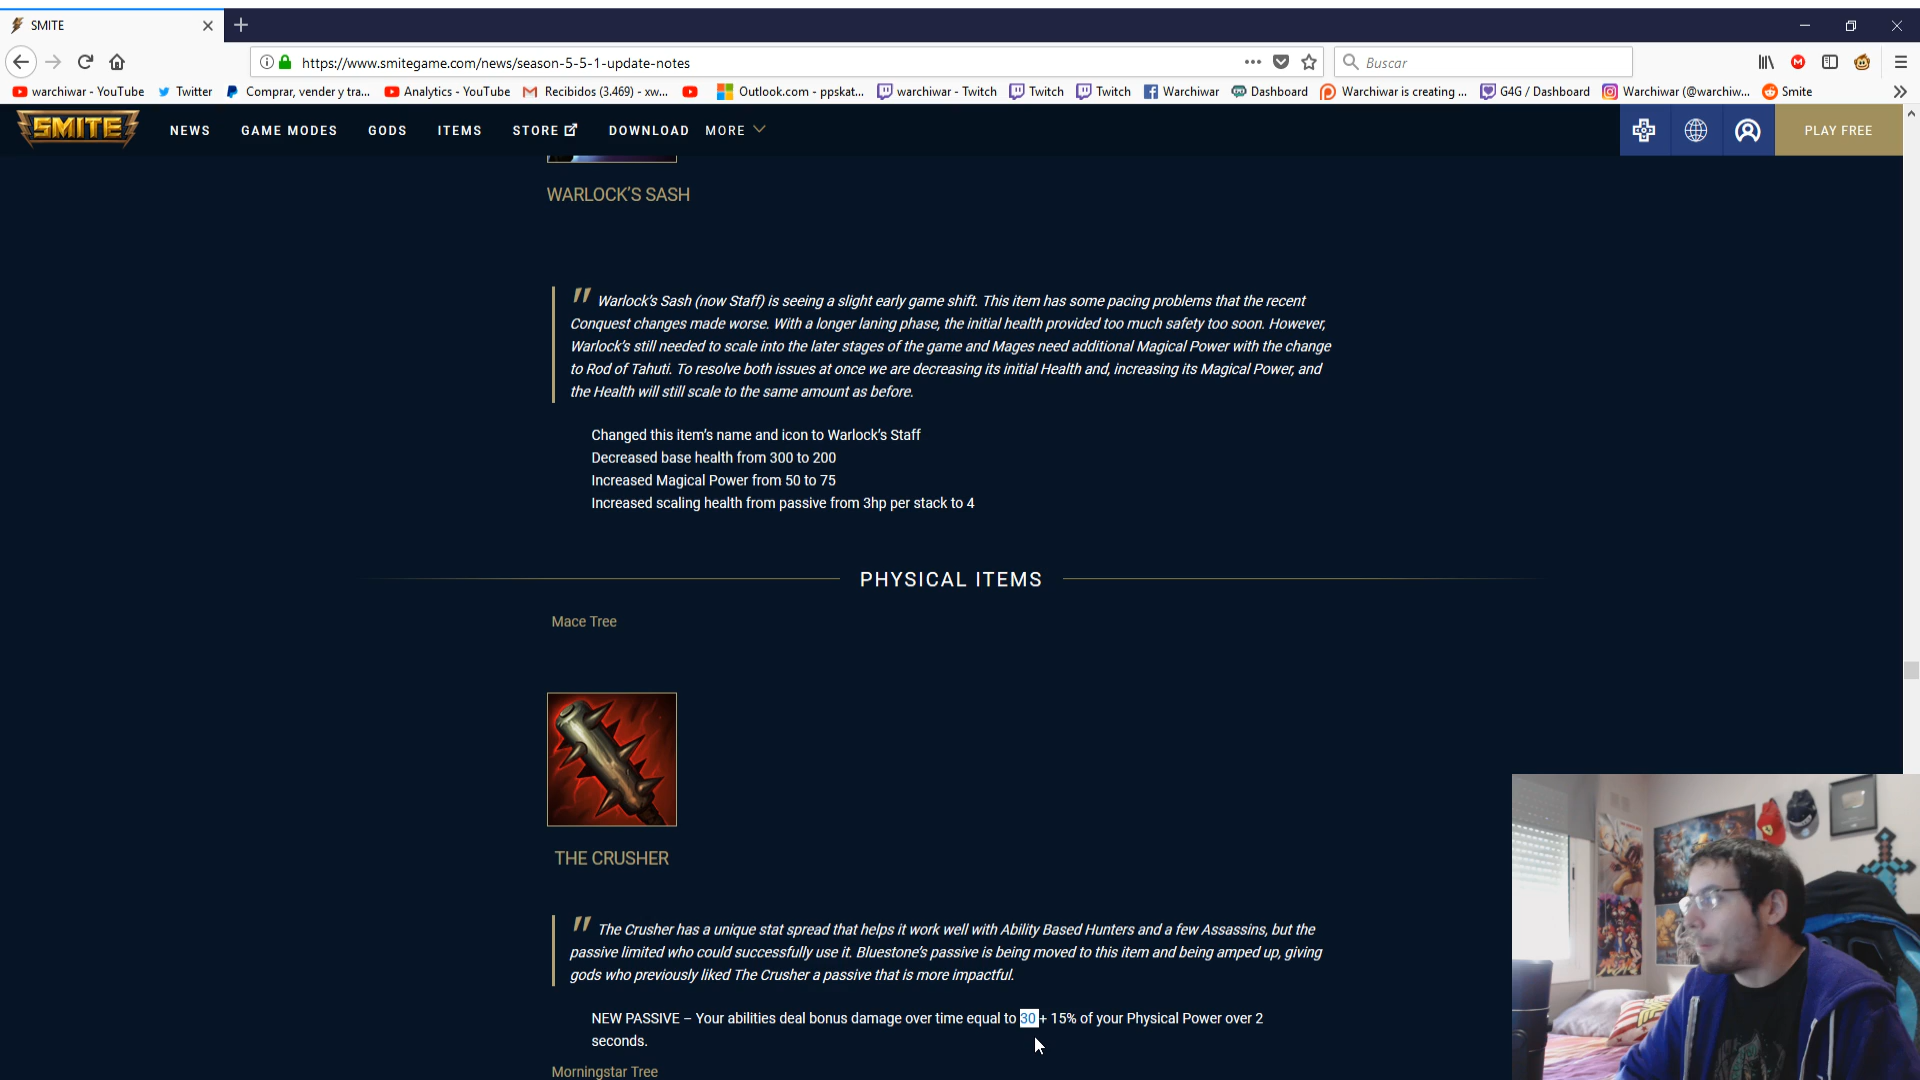 SMITE
https://www.smitegame.com/news/season-5-5-1-update-notes
Buscar
warchiwar - YouTube
Twitter
Comprar, vender y tra...
Analytics - YouTube
Recibidos (3.469) - xw...
Outlook.com - ppskat...
warchiwar - Twitch
Twitch
Twitch
Warchiwar
Dashboard
Warchiwar is creating ...
G4G / Dashboard
Warchiwar (@warchiw...
Smite
SMITE
NEWS
GAME MODES
GODS
ITEMS
STORE
DOWNLOAD
MORE
PLAY FREE
WARLOCK'S SASH
" Warlock's Sash (now Staff) is seeing a slight early game shift. This item has some pacing problems that the recent
Conquest changes made worse. With a longer laning phase, the initial health provided too much safety too soon. However,
Warlock's still needed to scale into the later stages of the game and Mages need additional Magical Power with the change
to Rod of Tahuti. To resolve both issues at once we are decreasing its initial Health and, increasing its Magical Power, and
the Health will still scale to the same amount as before.
Changed this item's name and icon to Warlock's Staff
Decreased base health from 300 to 200
Increased Magical Power from 50 to 75
Increased scaling health from passive from 3hp per stack to 4
PHYSICAL ITEMS
Mace Tree
THE CRUSHER
" The Crusher has a unique stat spread that helps it work well with Ability Based Hunters and a few Assassins, but the
passive limited who could successfully use it. Bluestone's passive is being moved to this item and being amped up, giving
gods who previously liked The Crusher a passive that is more impactful.
NEW PASSIVE – Your abilities deal bonus damage over time equal to 30 + 15% of your Physical Power over 2
seconds.
Morningstar Tree